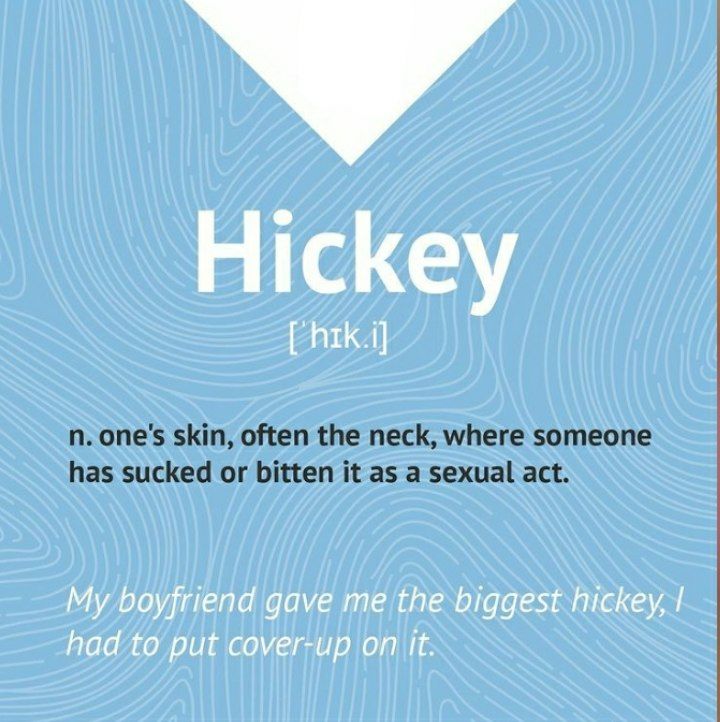 Hickey
[ˈhɪk.i]
n. one's skin, often the neck, where someone
has sucked or bitten it as a sexual act.
My boyfriend gave me the biggest hickey, I
had to put cover-up on it.